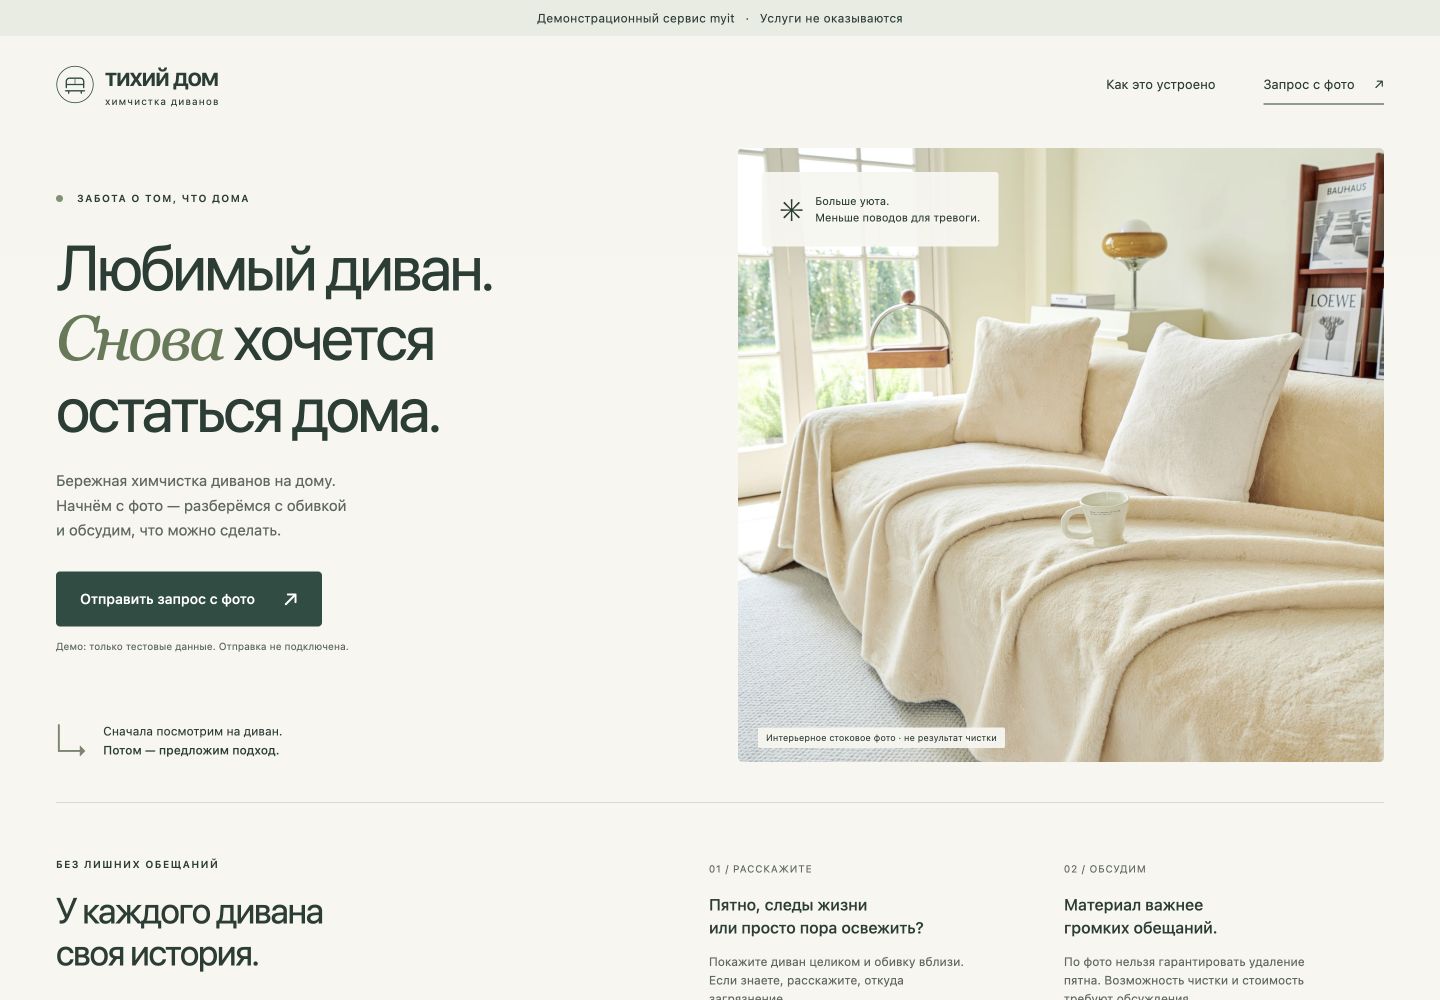 Демонстрационный сервис myit · Услуги не оказываются
ТИХИЙ ДОМ
химчистка диванов
Как это устроено
Запрос с фото
ЗАБОТА О ТОМ, ЧТО ДОМА
Любимый диван.
Снова хочется
остаться дома.
Бережная химчистка диванов на дому.
Начнём с фото — разберёмся с обивкой
и обсудим, что можно сделать.
Отправить запрос с фото
Демо: только тестовые данные. Отправка не подключена.
Сначала посмотрим на диван.
Потом — предложим подход.
Больше уюта.
Меньше поводов для тревоги.
BAUHAUS
LOEWE
Интерьерное стоковое фото · не результат чистки
БЕЗ ЛИШНИХ ОБЕЩАНИЙ
У каждого дивана
своя история.
01 / РАССКАЖИТЕ
Пятно, следы жизни
или просто пора освежить?
Покажите диван целиком и обивку вблизи.
Если знаете, расскажите, откуда
загрязнение.
02 / ОБСУДИМ
Материал важнее
громких обещаний.
По фото нельзя гарантировать удаление
пятна. Возможность чистки и стоимость
требуют обсуждения.